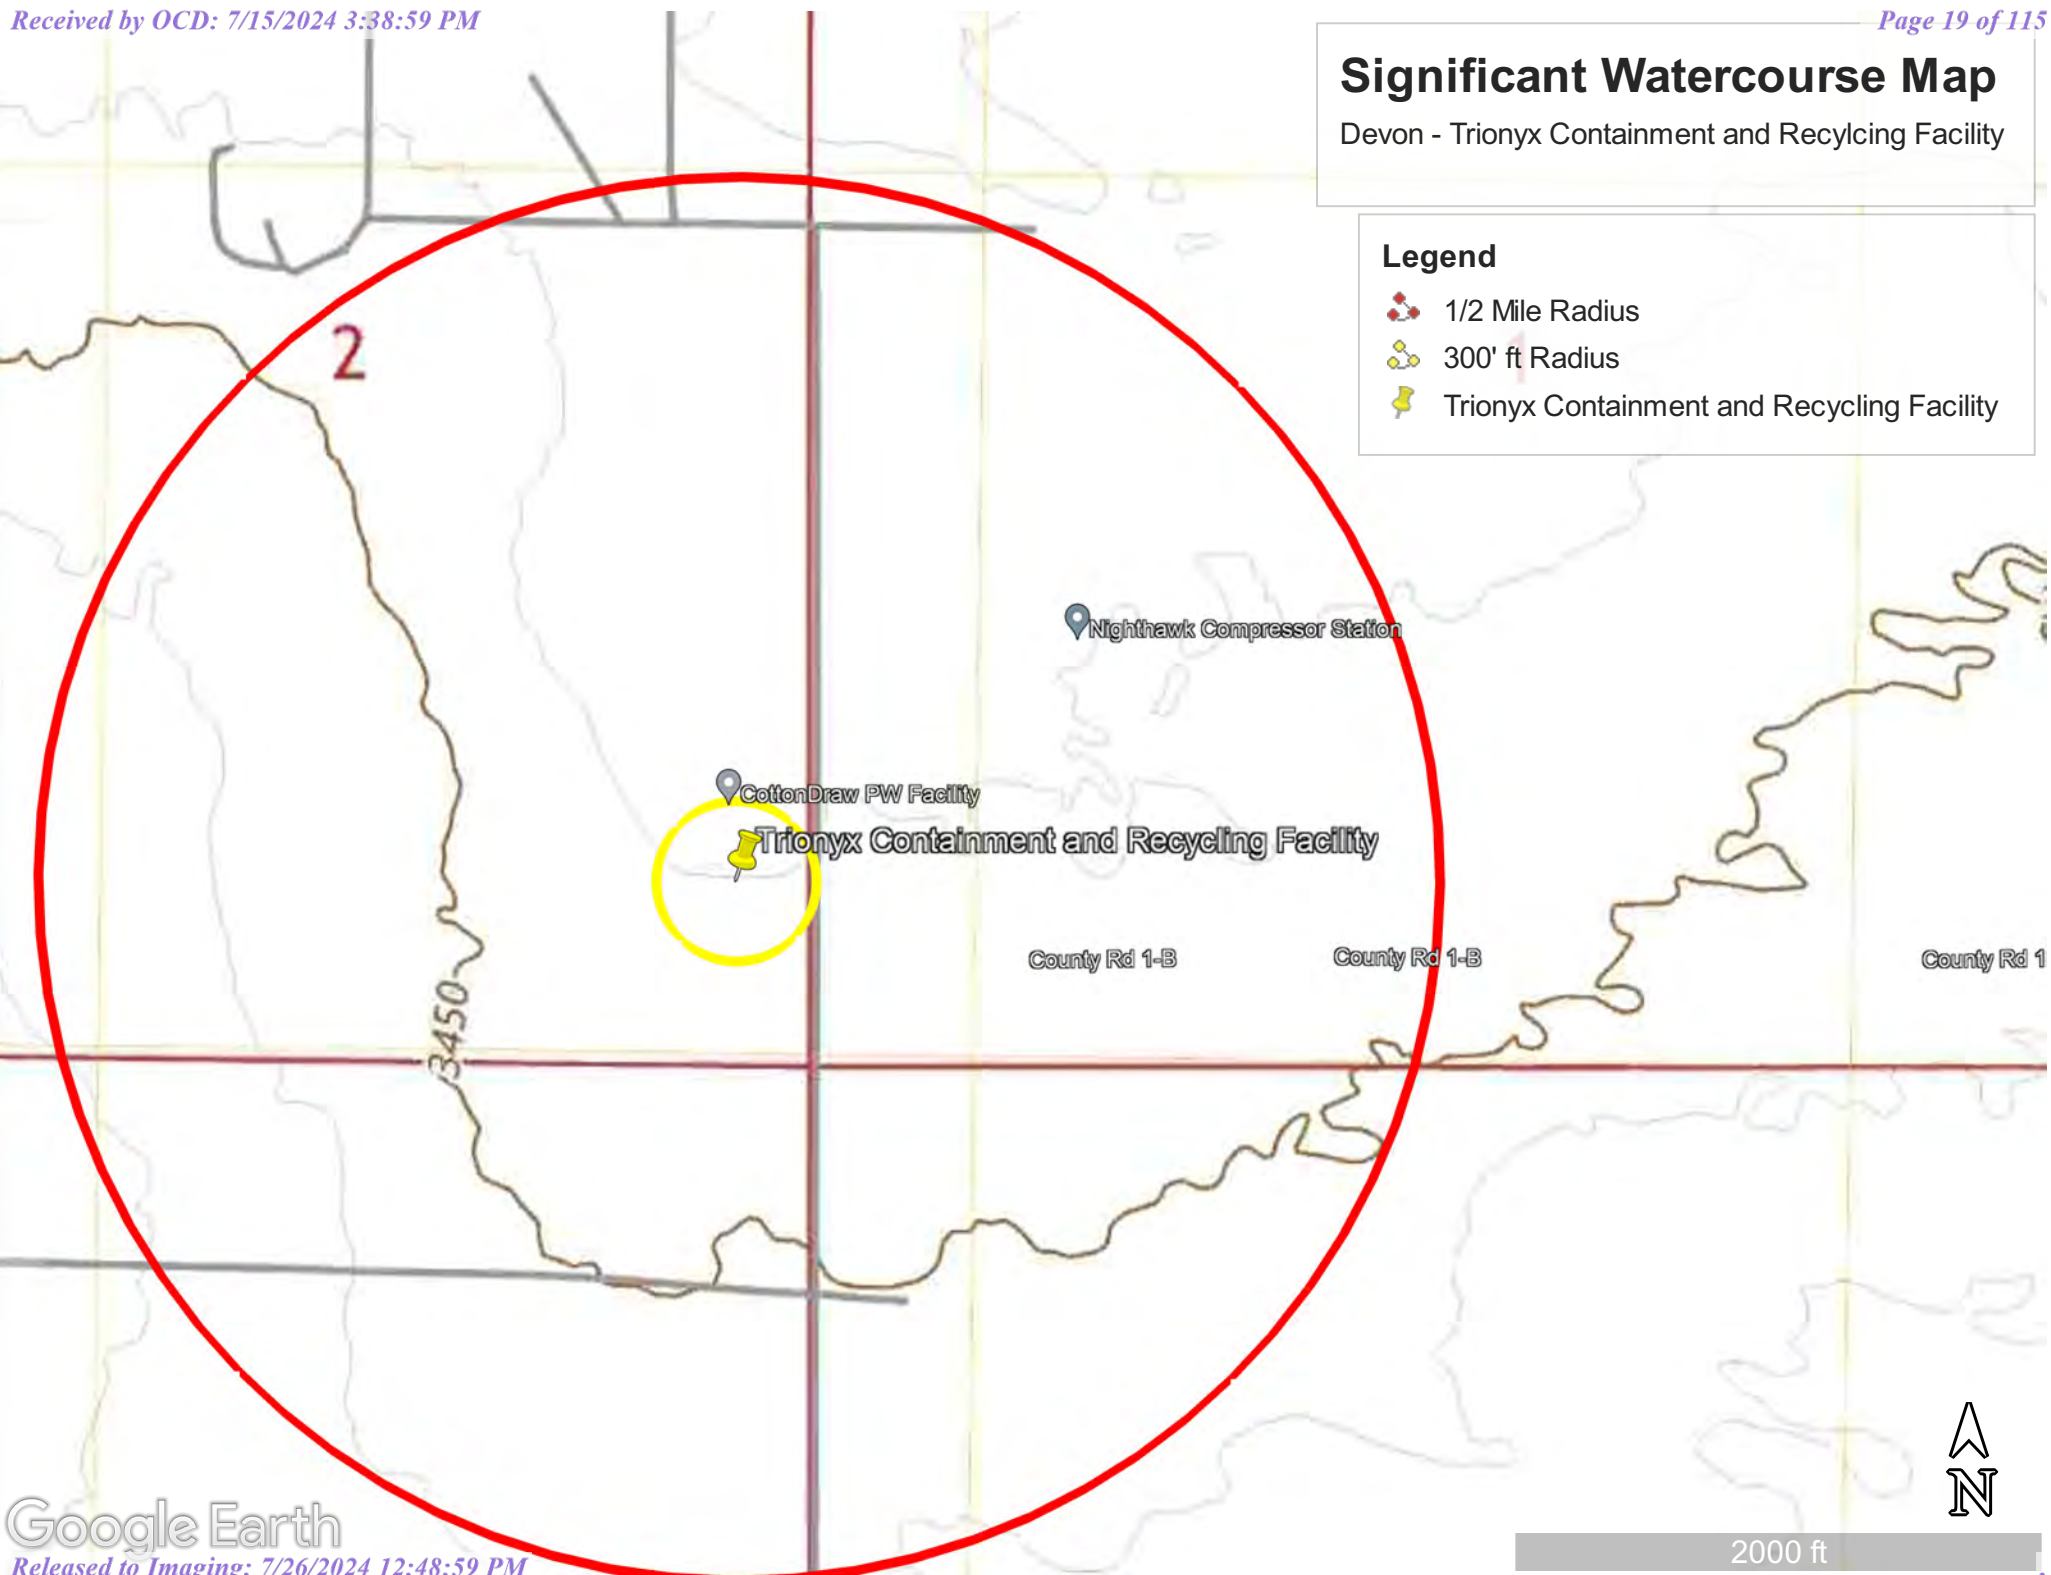 Received by OCD: 7/15/2024 3:38:59 PM
Page 19 of 115
Significant Watercourse Map
Devon - Trionyx Containment and Recylcing Facility
Legend
1/2 Mile Radius
300' ft Radius
1
Trionyx Containment and Recycling Facility
2
Nighthawk Compressor Station
CottonDraw PW Facility
Trionyx Containment and Recycling Facility
County Rd 1-B
County Rd 1-B
County Rd 1
3450
N
Google Earth
2000 ft
Released to Imaging: 7/26/2024 12:48:59 PM